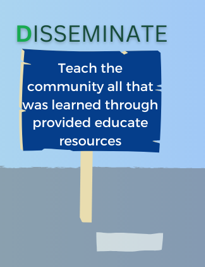 DISSEMINATE
Teach the
community all that
was learned through
provided educate
resources